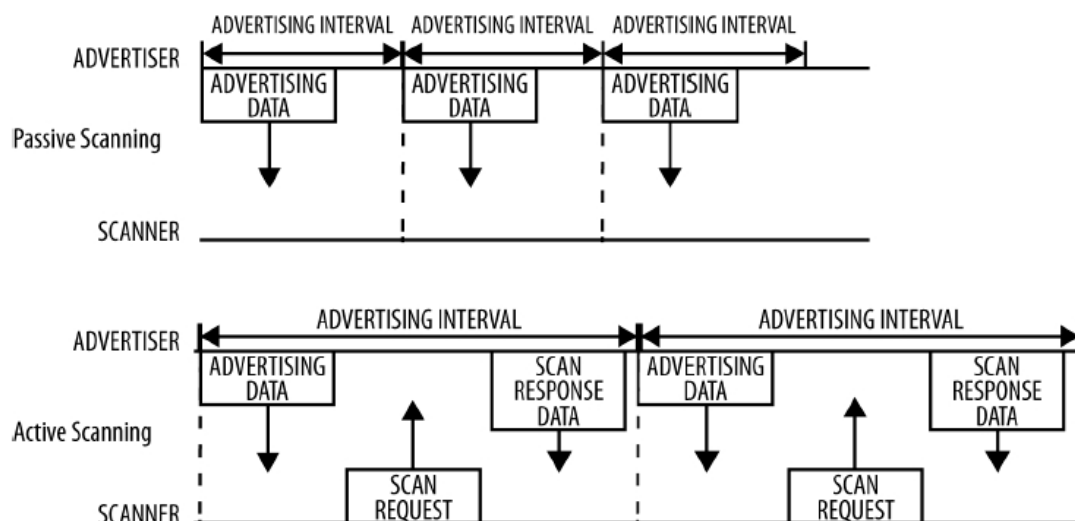 ADVERTISING INTERVAL ADVERTISING INTERVAL ADVERTISING INTERVAL
ADVERTISER
ADVERTISING ADVERTISING ADVERTISING
DATA DATA DATA
Passive Scanning
SCANNER
ADVERTISING INTERVAL ADVERTISING INTERVAL
ADVERTISER
ADVERTISING SCAN ADVERTISING SCAN
DATA RESPONSE DATA RESPONSE
DATA DATA
Active Scanning
SCAN SCAN
SCANNER REQUEST REQUEST